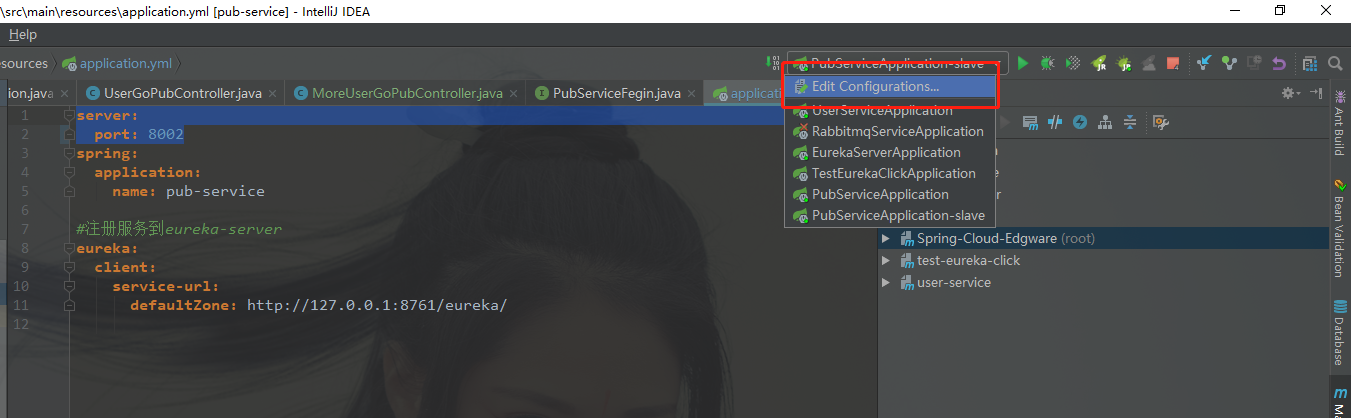 \src\main\resources\application.yml [pub-service] - IntelliJ IDEA
Help
esources
application.yml
PubServiceApplication-slave
ion.java
UserGoPubController.java
MoreUserGoPubController.java
PubServiceFegin.java
applicati
Edit Configurations...
UserServiceApplication
RabbitmqServiceApplication
EurekaServerApplication
TestEurekaClickApplication
PubServiceApplication
PubServiceApplication-slave
1 server:
2 port: 8002
3 spring:
4 application:
5 name: pub-service
6
7 #注册服务到eureka-server
8 eureka:
9 client:
10 service-url:
11 defaultZone: http://127.0.0.1:8761/eureka/
12
Spring-Cloud-Edgware (root)
test-eureka-click
user-service
Ant Build
Bean Validation
Database